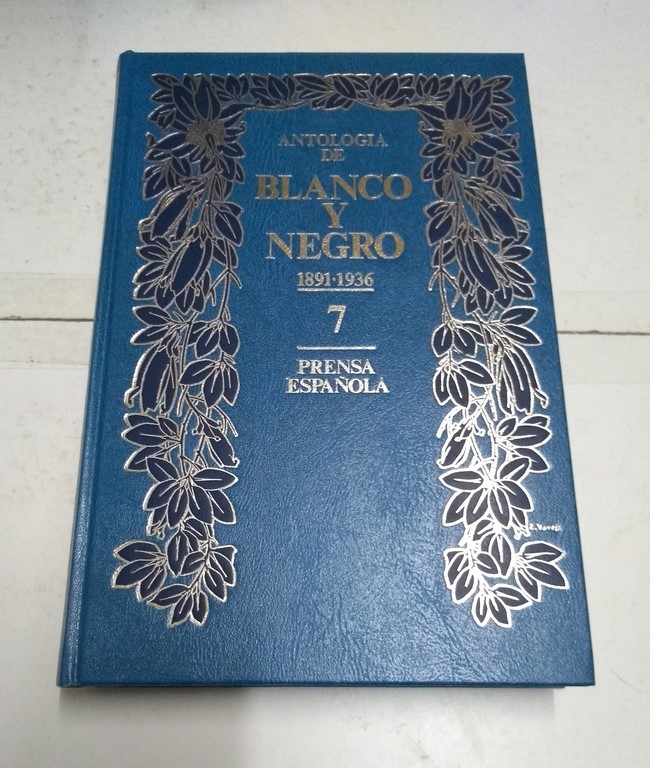 ANTOLOGIA
DE
BLANCO
Y
NEGRO
1891·1936
7
PRENSA
ESPAÑOLA